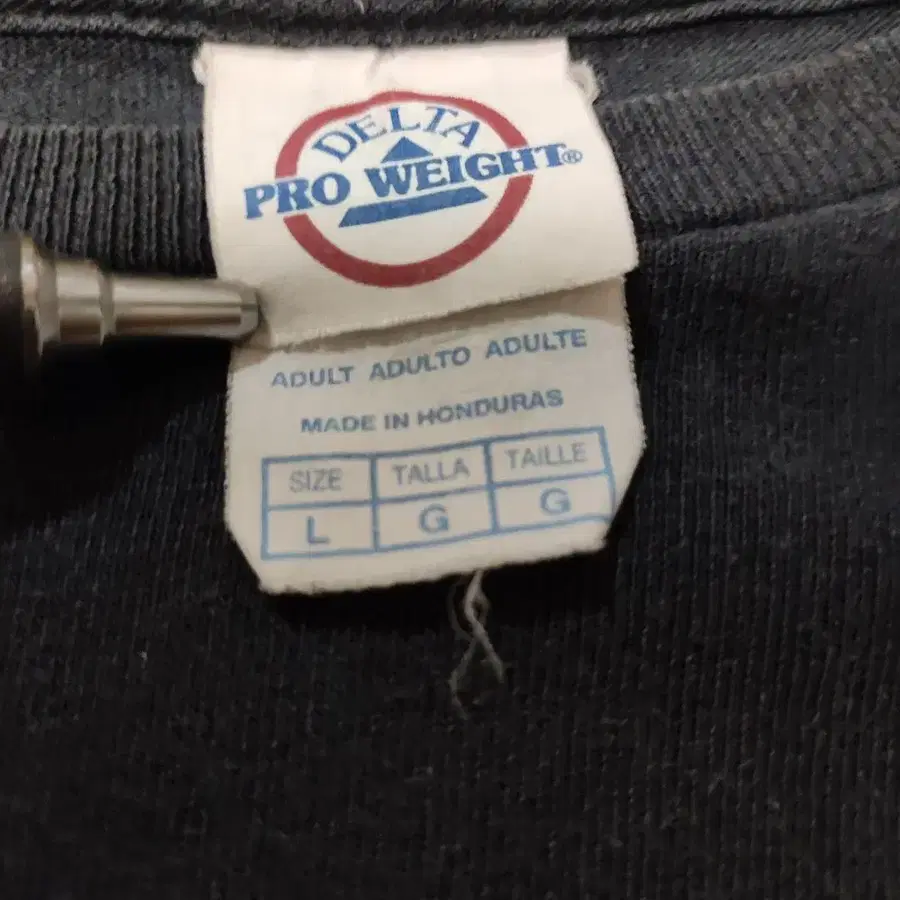 DELTA
PRO WEIGHT®
ADULT ADULTO ADULTE
MADE IN HONDURAS
SIZE TALLA TAILLE
L G G